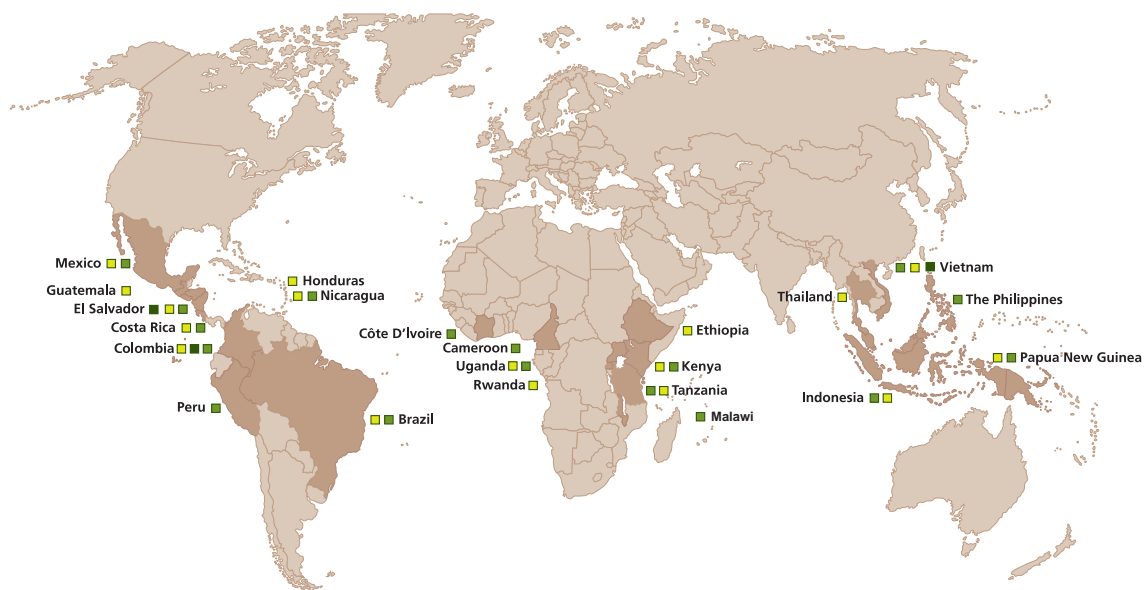 Mexico
Guatemala
El Salvador
Costa Rica
Colombia
Peru
Honduras
Nicaragua
Brazil
Côte D’Ivoire
Cameroon
Uganda
Rwanda
Ethiopia
Kenya
Tanzania
Malawi
Thailand
Vietnam
The Philippines
Papua New Guinea
Indonesia